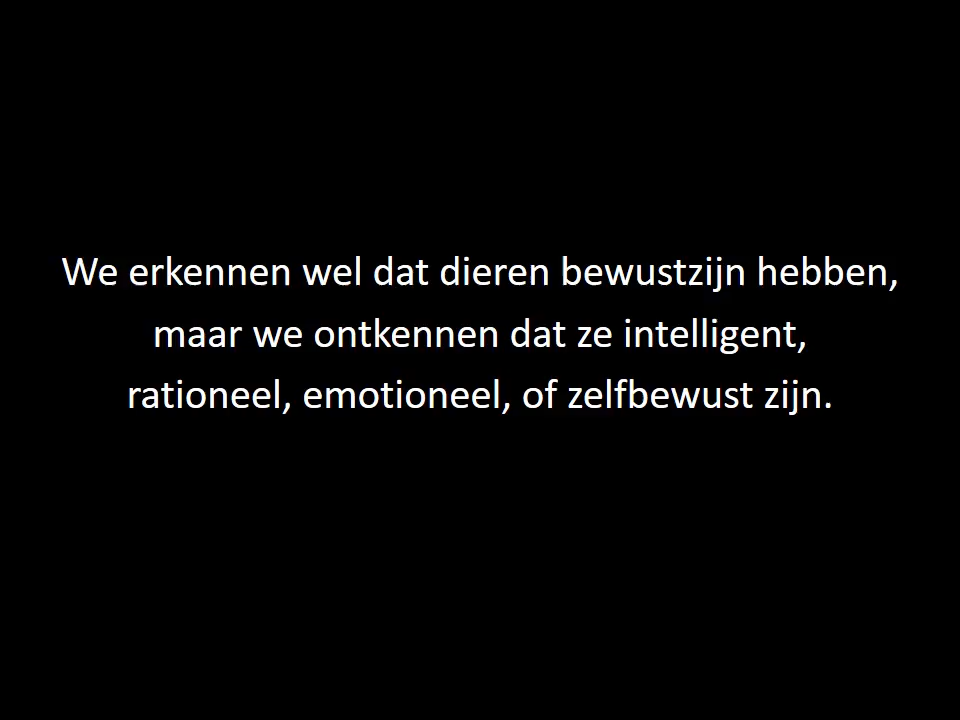 We erkennen wel dat dieren bewustzijn hebben,
maar we ontkennen dat ze intelligent,
rationeel, emotioneel, of zelfbewust zijn.